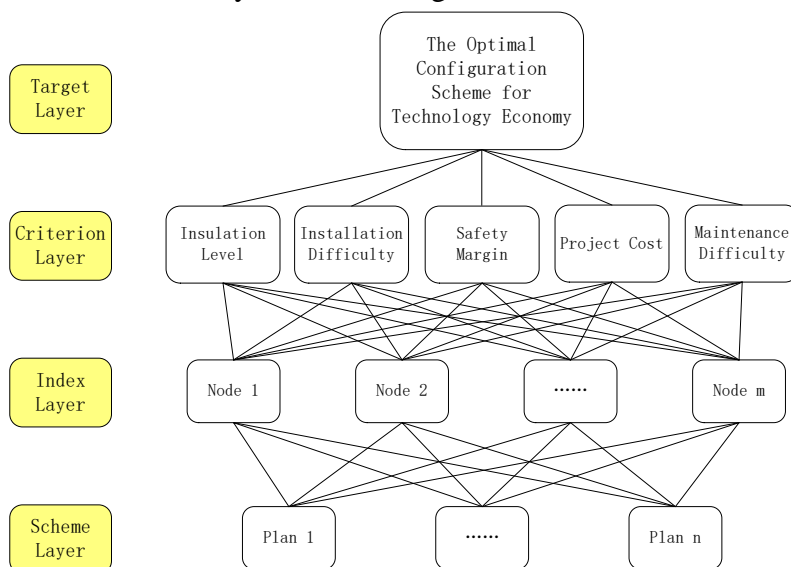 The Optimal
Configuration
Scheme for
Technology Economy
Target
Layer
Criterion
Layer
Insulation
Level
Installation
Difficulty
Safety
Margin
Project Cost
Maintenance
Difficulty
Index
Layer
Node 1
Node 2
……
Node m
Scheme
Layer
Plan 1
……
Plan n